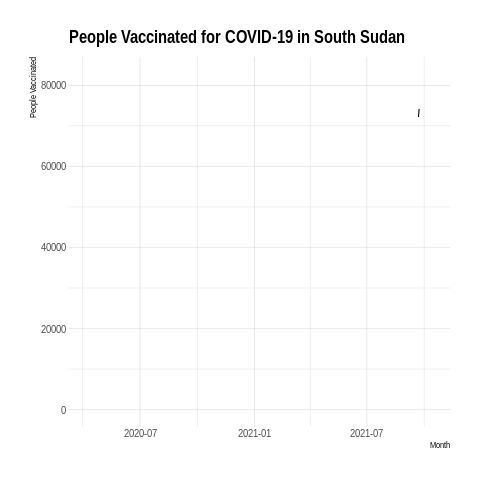 People Vaccinated for COVID-19 in South Sudan
People Vaccinated
80000
60000
40000
20000
0
2020-07 2021-01 2021-07
Month